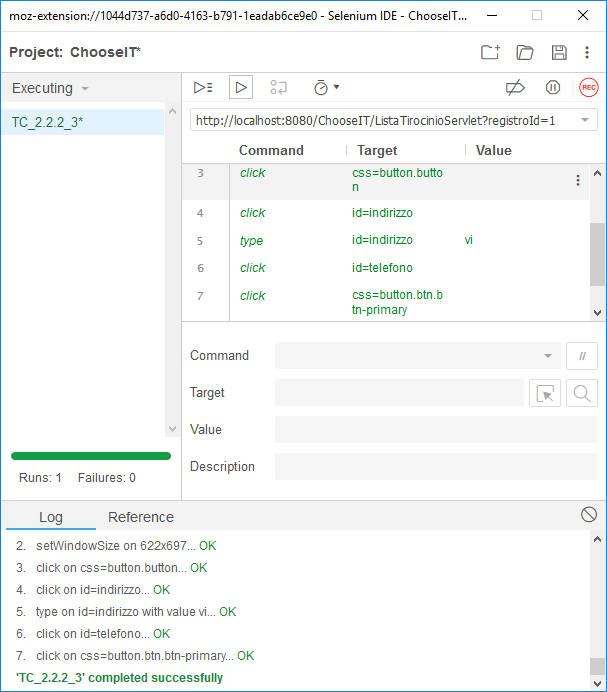 moz-extension://1044d737-a6d0-4163-b791-1eadab6ce9e0 - Selenium IDE - ChooseIT...
Project: ChooseIT*
Executing
TC_2.2.2_3*
Runs: 1 Failures: 0
REC
http://localhost:8080/ChooseIT/ListaTirocinioServlet?registroId=1
Command Target Value
3 click css=button.butto
n
4 click id=indirizzo
5 type id=indirizzo vi
6 click id=telefono
7 click css=button.btn.b
tn-primary
Command //
Target
Value
Description
Log Reference
2. setWindowSize on 622x697... OK
3. click on css=button.button... OK
4. click on id=indirizzo... OK
5. type on id=indirizzo with value vi... OK
6. click on id=telefono... OK
7. click on css=button.btn.btn-primary... OK
'TC_2.2.2_3' completed successfully